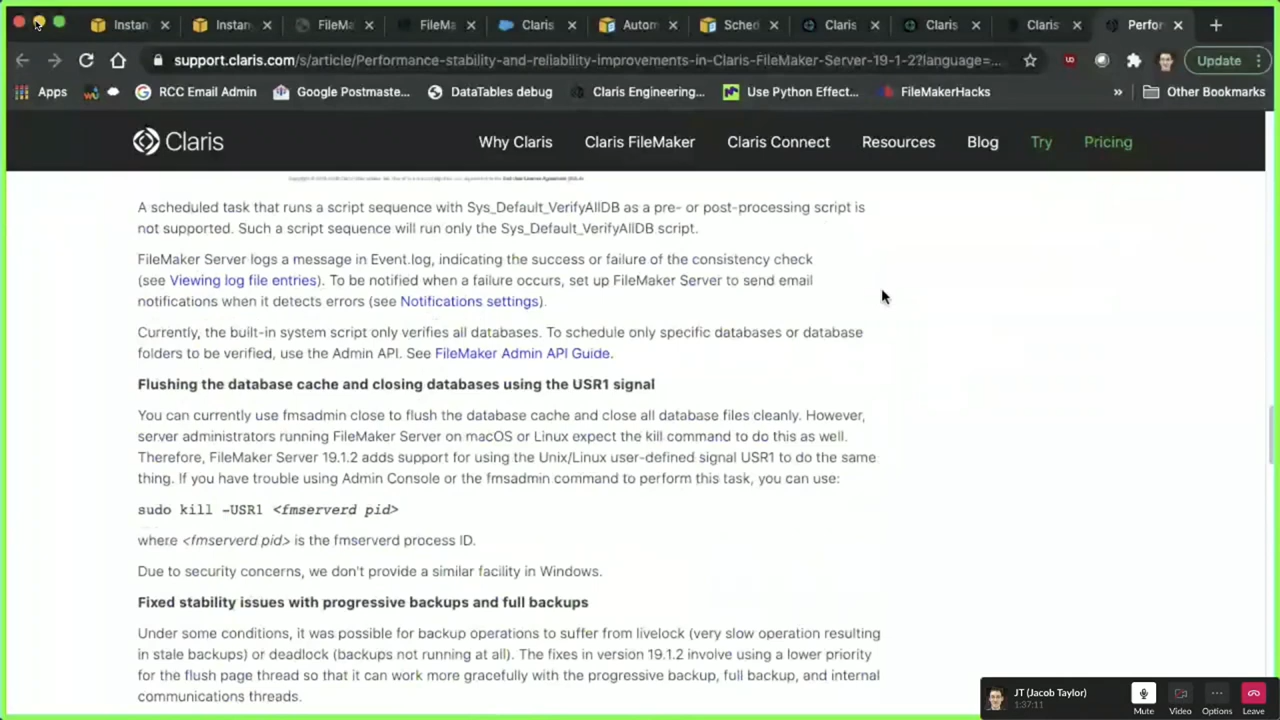 Instan
Instan
FileMa
FileMa
Claris
Autom
Sched
Claris
Claris
Claris
Perfo
support.claris.com/s/article/Performance-stability-and-reliability-improvements-in-Claris-FileMaker-Server-19-1-2?language=...
Update
Apps
RCC Email Admin
Google Postmaste...
DataTables debug
Claris Engineering...
Use Python Effect...
FileMakerHacks
»
Other Bookmarks
Claris
Why Claris
Claris FileMaker
Claris Connect
Resources
Blog
Try
Pricing
A scheduled task that runs a script sequence with Sys_Default_VerifyAllDB as a pre- or post-processing script is
not supported. Such a script sequence will run only the Sys_Default_VerifyAllDB script.
FileMaker Server logs a message in Event.log, indicating the success or failure of the consistency check
(see Viewing log file entries). To be notified when a failure occurs, set up FileMaker Server to send email
notifications when it detects errors (see Notifications settings).
Currently, the built-in system script only verifies all databases. To schedule only specific databases or database
folders to be verified, use the Admin API. See FileMaker Admin API Guide.
Flushing the database cache and closing databases using the USR1 signal
You can currently use fmsadmin close to flush the database cache and close all database files cleanly. However,
server administrators running FileMaker Server on macOS or Linux expect the kill command to do this as well.
Therefore, FileMaker Server 19.1.2 adds support for using the Unix/Linux user-defined signal USR1 to do the same
thing. If you have trouble using Admin Console or the fmsadmin command to perform this task, you can use:
sudo kill -USR1 <fmserverd pid>
where <fmserverd pid> is the fmserverd process ID.
Due to security concerns, we don't provide a similar facility in Windows.
Fixed stability issues with progressive backups and full backups
Under some conditions, it was possible for backup operations to suffer from livelock (very slow operation resulting
in stale backups) or deadlock (backups not running at all). The fixes in version 19.1.2 involve using a lower priority
for the flush page thread so that it can work more gracefully with the progressive backup, full backup, and internal
communications threads.
JT (Jacob Taylor)
1:37:11
Mute
Video
Options
Leave